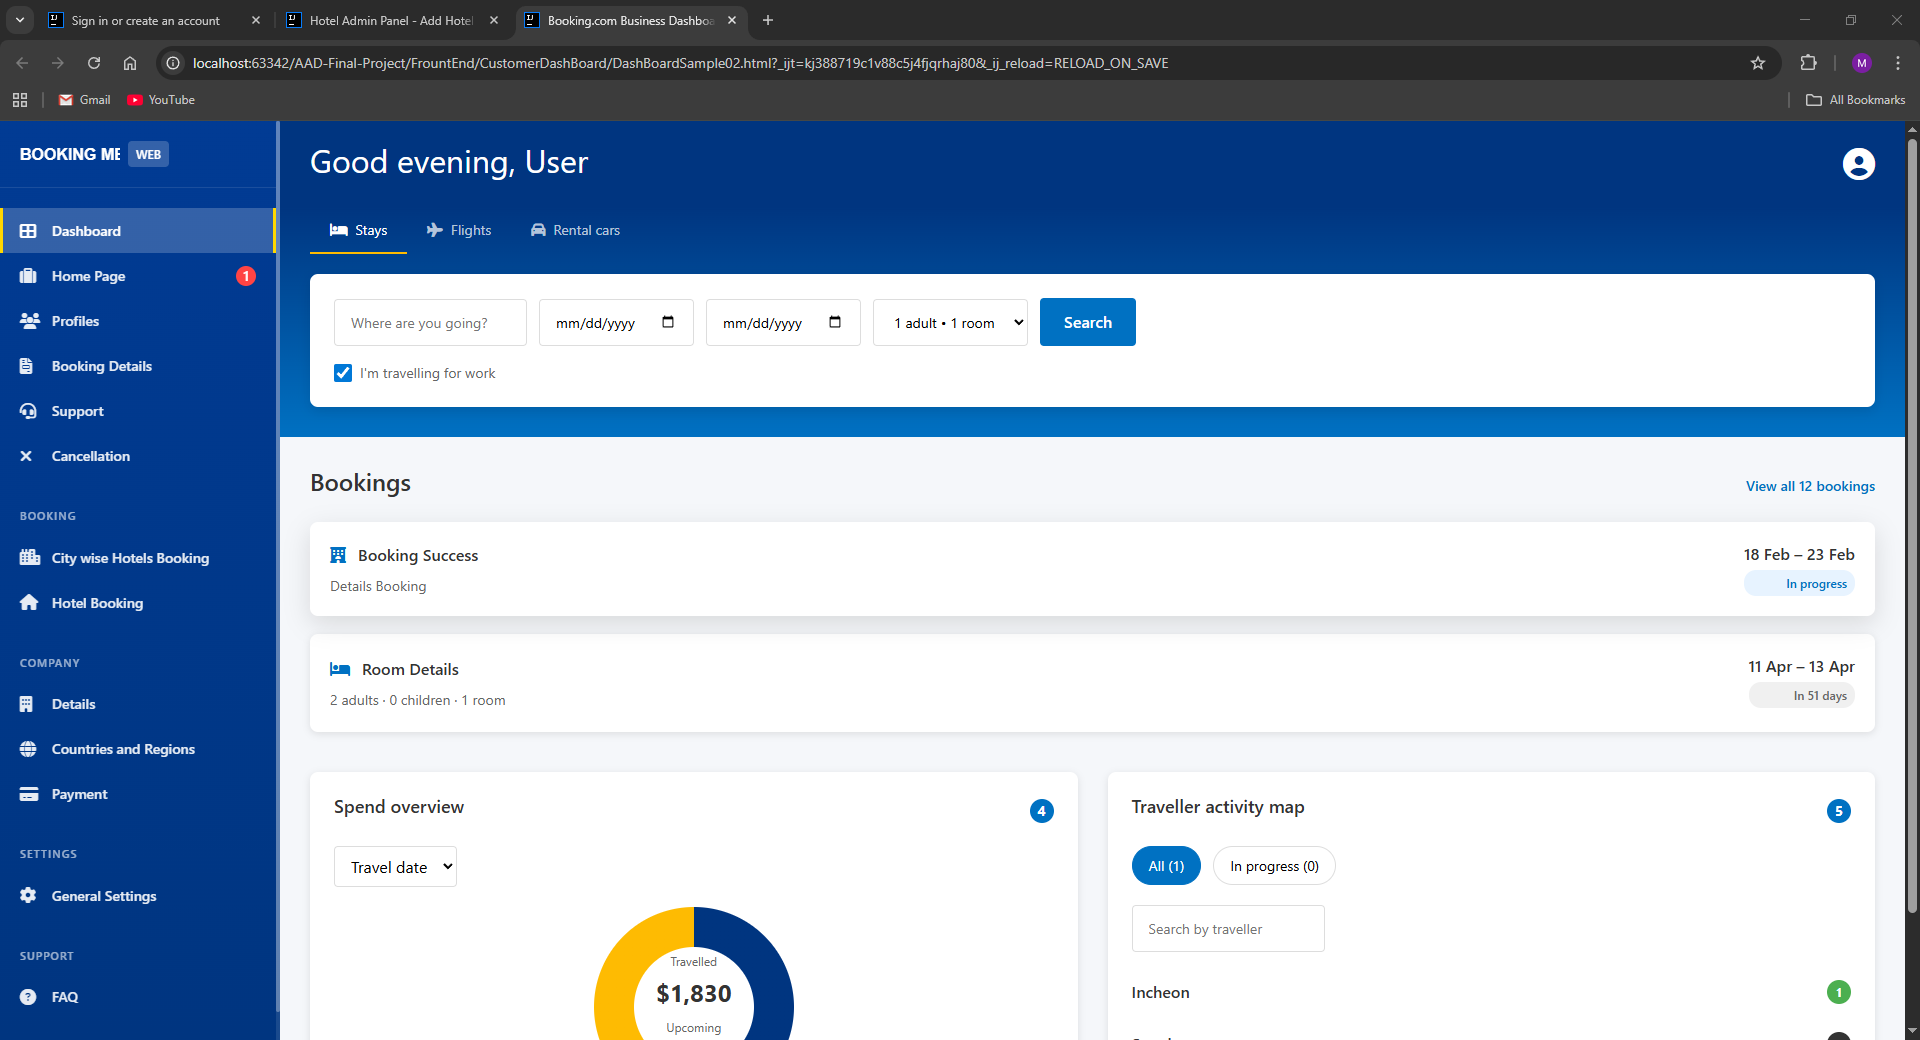 Sign in or create an account
Hotel Admin Panel - Add Hotel
Booking.com Business Dashboa
localhost:63342/AAD-Final-Project/FrountEnd/CustomerDashBoard/DashBoardSample02.html?_ijt=kj388719c1v88c5j4fjqrhaj80&_ij_reload=RELOAD_ON_SAVE
M
Gmail
YouTube
All Bookmarks
BOOKING ME WEB
Dashboard
Home Page 1
Profiles
Booking Details
Support
Cancellation
BOOKING
City wise Hotels Booking
Hotel Booking
COMPANY
Details
Countries and Regions
Payment
SETTINGS
General Settings
SUPPORT
FAQ
Good evening, User
Stays Flights Rental cars
Where are you going? mm/dd/yyyy mm/dd/yyyy 1 adult • 1 room Search
I'm travelling for work
Bookings
View all 12 bookings
Booking Success
Details Booking
18 Feb – 23 Feb
In progress
Room Details
2 adults · 0 children · 1 room
11 Apr – 13 Apr
In 51 days
Spend overview 4
Travel date
Travelled
$1,830
Upcoming
Traveller activity map 5
All (1) In progress (0)
Search by traveller
Incheon 1